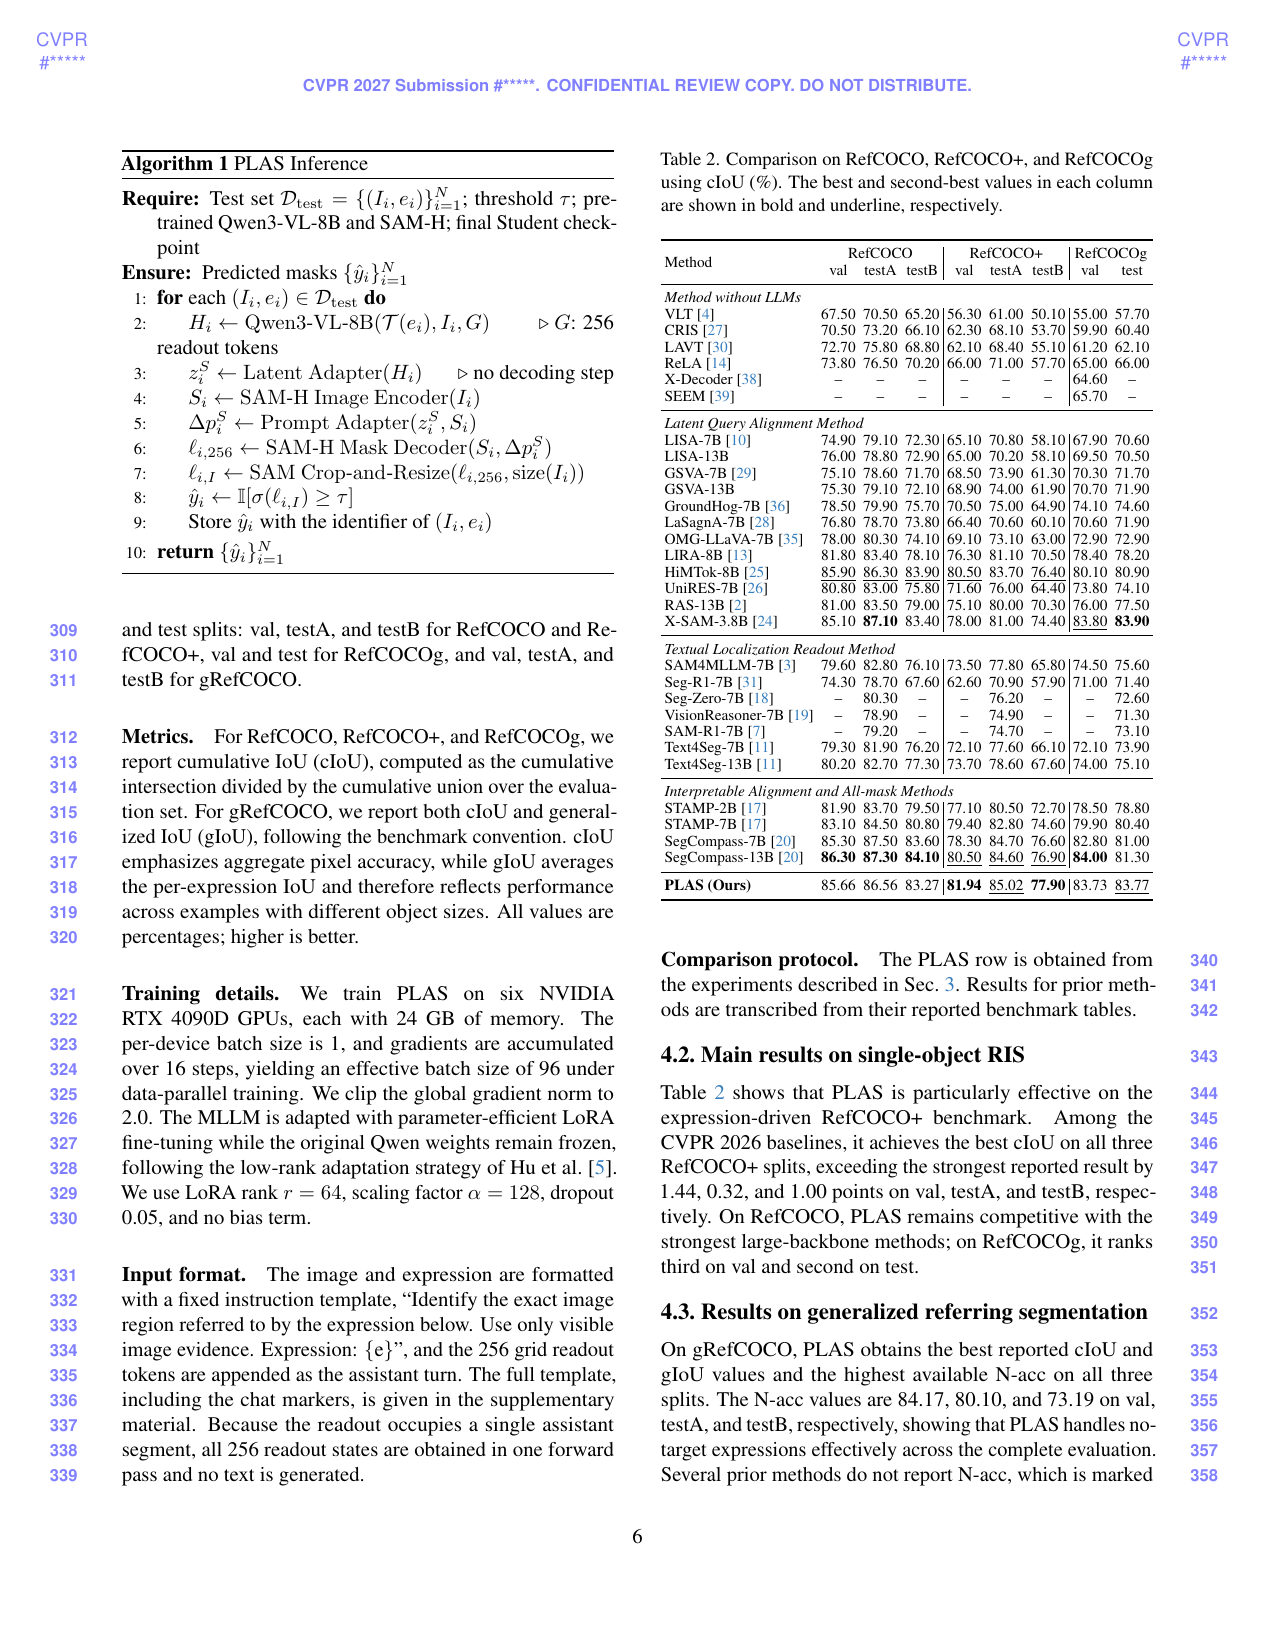 CVPR
#*****
CVPR
#*****
CVPR 2027 Submission #*****. CONFIDENTIAL REVIEW COPY. DO NOT DISTRIBUTE.
Algorithm 1 PLAS Inference
Require: Test set D_test = {(I_i, e_i)}_{i=1}^N; threshold τ; pre-
trained Qwen3-VL-8B and SAM-H; final Student check-
point
Ensure: Predicted masks {ŷ_i}_{i=1}^N
1: for each (I_i, e_i) ∈ D_test do
2: H_i ← Qwen3-VL-8B(T(e_i), I_i, G) ▷ G: 256
readout tokens
3: z_i^S ← Latent Adapter(H_i) ▷ no decoding step
4: S_i ← SAM-H Image Encoder(I_i)
5: Δp_i^S ← Prompt Adapter(z_i^S, S_i)
6: ℓ_{i,256} ← SAM-H Mask Decoder(S_i, Δp_i^S)
7: ℓ_{i,I} ← SAM Crop-and-Resize(ℓ_{i,256}, size(I_i))
8: ŷ_i ← 𝕀[σ(ℓ_{i,I}) ≥ τ]
9: Store ŷ_i with the identifier of (I_i, e_i)
10: return {ŷ_i}_{i=1}^N
309 and test splits: val, testA, and testB for RefCOCO and Re-
310 fCOCO+, val and test for RefCOCOg, and val, testA, and
311 testB for gRefCOCO.
312 Metrics. For RefCOCO, RefCOCO+, and RefCOCOg, we
313 report cumulative IoU (cIoU), computed as the cumulative
314 intersection divided by the cumulative union over the evalua-
315 tion set. For gRefCOCO, we report both cIoU and general-
316 ized IoU (gIoU), following the benchmark convention. cIoU
317 emphasizes aggregate pixel accuracy, while gIoU averages
318 the per-expression IoU and therefore reflects performance
319 across examples with different object sizes. All values are
320 percentages; higher is better.
321 Training details. We train PLAS on six NVIDIA
322 RTX 4090D GPUs, each with 24 GB of memory. The
323 per-device batch size is 1, and gradients are accumulated
324 over 16 steps, yielding an effective batch size of 96 under
325 data-parallel training. We clip the global gradient norm to
326 2.0. The MLLM is adapted with parameter-efficient LoRA
327 fine-tuning while the original Qwen weights remain frozen,
328 following the low-rank adaptation strategy of Hu et al. [5].
329 We use LoRA rank r = 64, scaling factor α = 128, dropout
330 0.05, and no bias term.
331 Input format. The image and expression are formatted
332 with a fixed instruction template, “Identify the exact image
333 region referred to by the expression below. Use only visible
334 image evidence. Expression: {e}”, and the 256 grid readout
335 tokens are appended as the assistant turn. The full template,
336 including the chat markers, is given in the supplementary
337 material. Because the readout occupies a single assistant
338 segment, all 256 readout states are obtained in one forward
339 pass and no text is generated.
Table 2. Comparison on RefCOCO, RefCOCO+, and RefCOCOg
using cIoU (%). The best and second-best values in each column
are shown in bold and underline, respectively.
Method RefCOCO RefCOCO+ RefCOCOg
val testA testB val testA testB val test
Method without LLMs
VLT [4] 67.50 70.50 65.20 56.30 61.00 50.10 55.00 57.70
CRIS [27] 70.50 73.20 66.10 62.30 68.10 53.70 59.90 60.40
LAVT [30] 72.70 75.80 68.80 62.10 68.40 55.10 61.20 62.10
ReLA [14] 73.80 76.50 70.20 66.00 71.00 57.70 65.00 66.00
X-Decoder [38] – – – – – – 64.60 –
SEEM [39] – – – – – – 65.70 –
Latent Query Alignment Method
LISA-7B [10] 74.90 79.10 72.30 65.10 70.80 58.10 67.90 70.60
LISA-13B 76.00 78.80 72.90 65.00 70.20 58.10 69.50 70.50
GSVA-7B [29] 75.10 78.60 71.70 68.50 73.90 61.30 70.30 71.70
GSVA-13B 75.30 79.10 72.10 68.90 74.00 61.90 70.70 71.90
GroundHog-7B [36] 78.50 79.90 75.70 70.50 75.00 64.90 74.10 74.60
LaSagnA-7B [28] 76.80 78.70 73.80 66.40 70.60 60.10 70.60 71.90
OMG-LLaVA-7B [35] 78.00 80.30 74.10 69.10 73.10 63.00 72.90 72.90
LIRA-8B [13] 81.80 83.40 78.10 76.30 81.10 70.50 78.40 78.20
HiMTok-8B [25] 85.90 86.30 83.90 80.50 83.70 76.40 80.10 80.90
UniRES-7B [26] 80.80 83.00 75.80 71.60 76.00 64.40 73.80 74.10
RAS-13B [2] 81.00 83.50 79.00 75.10 80.00 70.30 76.00 77.50
X-SAM-3.8B [24] 85.10 87.10 83.40 78.00 81.00 74.40 83.80 83.90
Textual Localization Readout Method
SAM4MLLM-7B [3] 79.60 82.80 76.10 73.50 77.80 65.80 74.50 75.60
Seg-R1-7B [31] 74.30 78.70 67.60 62.60 70.90 57.90 71.00 71.40
Seg-Zero-7B [18] – 80.30 – – 76.20 – – 72.60
VisionReasoner-7B [19] – 78.90 – – 74.90 – – 71.30
SAM-R1-7B [7] – 79.20 – – 74.70 – – 73.10
Text4Seg-7B [11] 79.30 81.90 76.20 72.10 77.60 66.10 72.10 73.90
Text4Seg-13B [11] 80.20 82.70 77.30 73.70 78.60 67.60 74.00 75.10
Interpretable Alignment and All-mask Methods
STAMP-2B [17] 81.90 83.70 79.50 77.10 80.50 72.70 78.50 78.80
STAMP-7B [17] 83.10 84.50 80.80 79.40 82.80 74.60 79.90 80.40
SegCompass-7B [20] 85.30 87.50 83.60 78.30 84.70 76.60 82.80 81.00
SegCompass-13B [20] 86.30 87.30 84.10 80.50 84.60 76.90 84.00 81.30
PLAS (Ours) 85.66 86.56 83.27 81.94 85.02 77.90 83.73 83.77
Comparison protocol. The PLAS row is obtained from 340
the experiments described in Sec. 3. Results for prior meth- 341
ods are transcribed from their reported benchmark tables. 342
4.2. Main results on single-object RIS 343
Table 2 shows that PLAS is particularly effective on the 344
expression-driven RefCOCO+ benchmark. Among the 345
CVPR 2026 baselines, it achieves the best cIoU on all three 346
RefCOCO+ splits, exceeding the strongest reported result by 347
1.44, 0.32, and 1.00 points on val, testA, and testB, respec- 348
tively. On RefCOCO, PLAS remains competitive with the 349
strongest large-backbone methods; on RefCOCOg, it ranks 350
third on val and second on test. 351
4.3. Results on generalized referring segmentation 352
On gRefCOCO, PLAS obtains the best reported cIoU and 353
gIoU values and the highest available N-acc on all three 354
splits. The N-acc values are 84.17, 80.10, and 73.19 on val, 355
testA, and testB, respectively, showing that PLAS handles no- 356
target expressions effectively across the complete evaluation. 357
Several prior methods do not report N-acc, which is marked 358
6